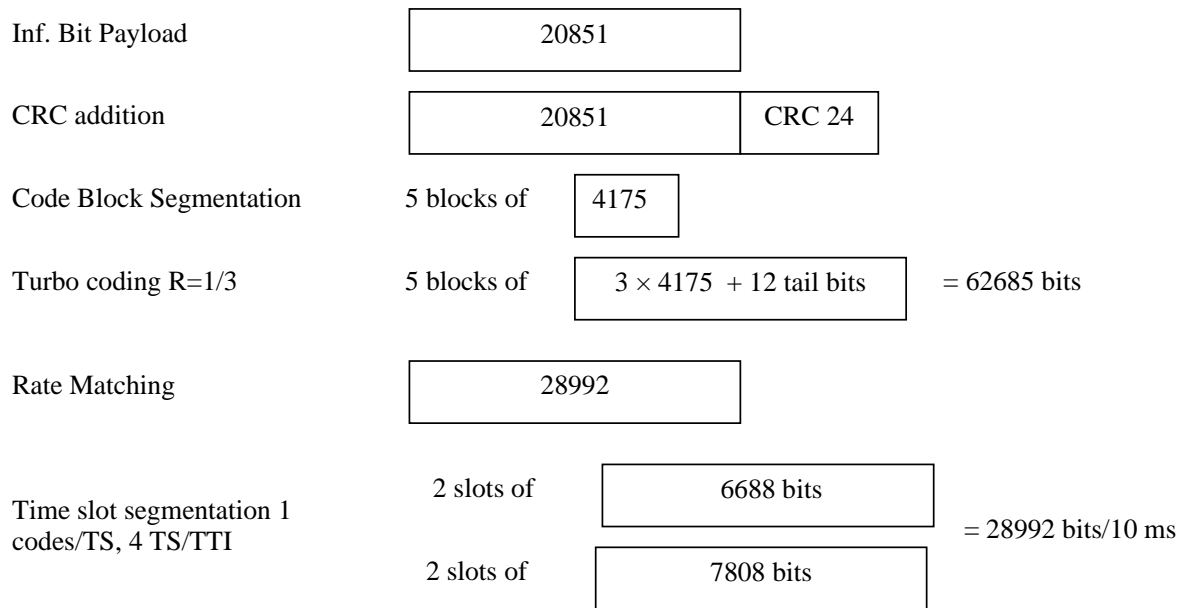 Inf. Bit Payload
20851
CRC addition
20851
CRC 24
Code Block Segmentation
5 blocks of
4175
Turbo coding R=1/3
5 blocks of
3 × 4175 + 12 tail bits
= 62685 bits
Rate Matching
28992
Time slot segmentation 1
codes/TS, 4 TS/TTI
2 slots of
6688 bits
2 slots of
7808 bits
= 28992 bits/10 ms